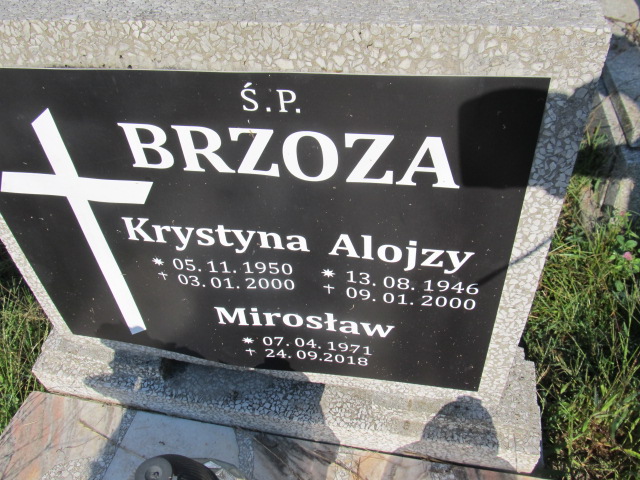 Ś.P.
BRZOZA
Krystyna Alojzy
* 05.11.1950 * 13.08.1946
† 03.01.2000 † 09.01.2000
Mirosław
* 07.04.1971
† 24.09.2018